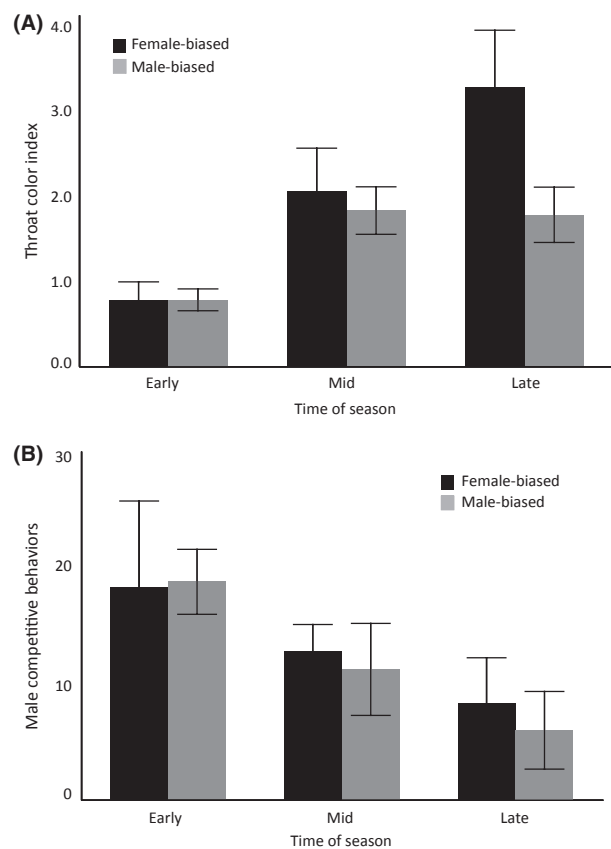 (A)
4.0
Female-biased
Male-biased
3.0
2.0
1.0
0.0
Throat color index
Early
Mid
Late
Time of season
(B)
30
Female-biased
Male-biased
20
10
0
Male competitive behaviors
Early
Mid
Late
Time of season